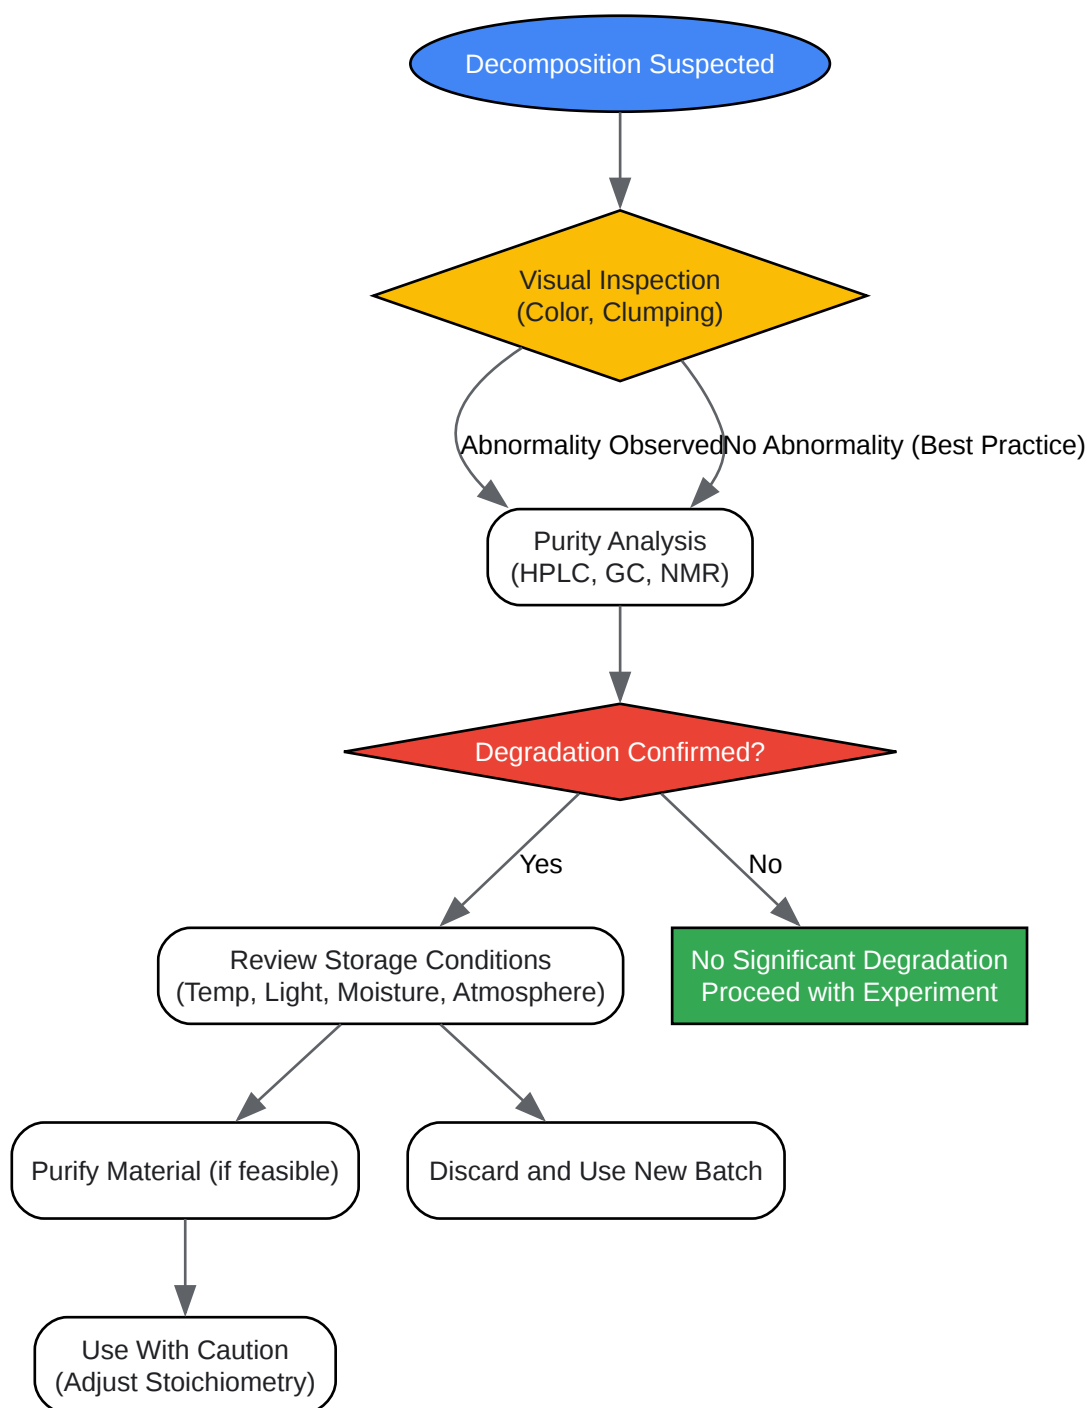 Decomposition Suspected
Visual Inspection
(Color, Clumping)
Abnormality Observed
No Abnormality (Best Practice)
Purity Analysis
(HPLC, GC, NMR)
Degradation Confirmed?
Yes
No
Review Storage Conditions
(Temp, Light, Moisture, Atmosphere)
No Significant Degradation
Proceed with Experiment
Purify Material (if feasible)
Discard and Use New Batch
Use With Caution
(Adjust Stoichiometry)